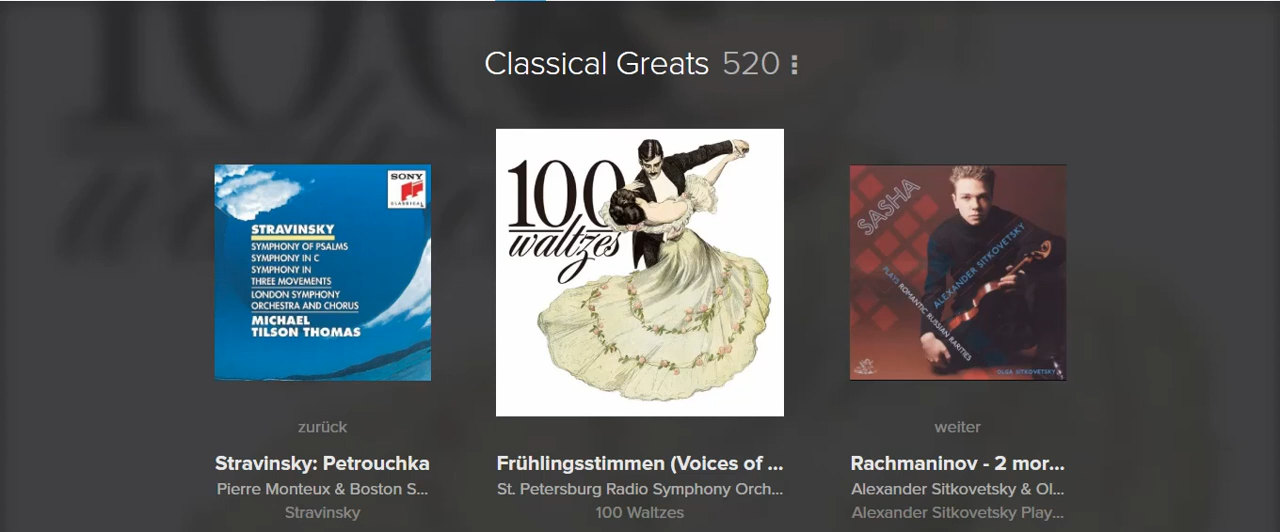 Classical Greats 520
SONY
CLASSICAL
STRAVINSKY
SYMPHONY OF PSALMS
SYMPHONY IN C
SYMPHONY IN
THREE MOVEMENTS
LONDON SYMPHONY
ORCHESTRA AND CHORUS
MICHAEL
TILSON THOMAS
zurück
Stravinsky: Petrouchka
Pierre Monteux & Boston S...
Stravinsky
100
waltzes
Frühlingsstimmen (Voices of ...
St. Petersburg Radio Symphony Orch...
100 Waltzes
SASHA
ALEXANDER SITKOVETSKY
PLAYS ROMANTIC RUSSIAN RARITIES
OLGA SITKOVETSKY
weiter
Rachmaninov - 2 mor...
Alexander Sitkovetsky & Ol...
Alexander Sitkovetsky Play...